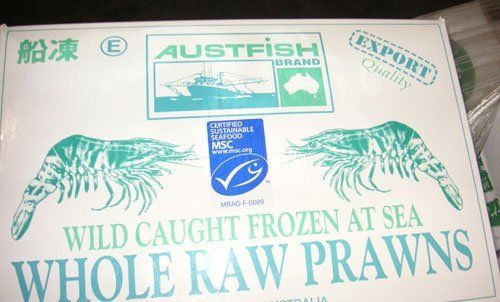 船凍
E
AUSTFISH
BRAND
EXPORT
Quality
CERTIFIED
SUSTAINABLE
SEAFOOD
MSC
www.msc.org
MRAG-F-0009
WILD CAUGHT FROZEN AT SEA
WHOLE RAW PRAWNS
AUSTRALIA